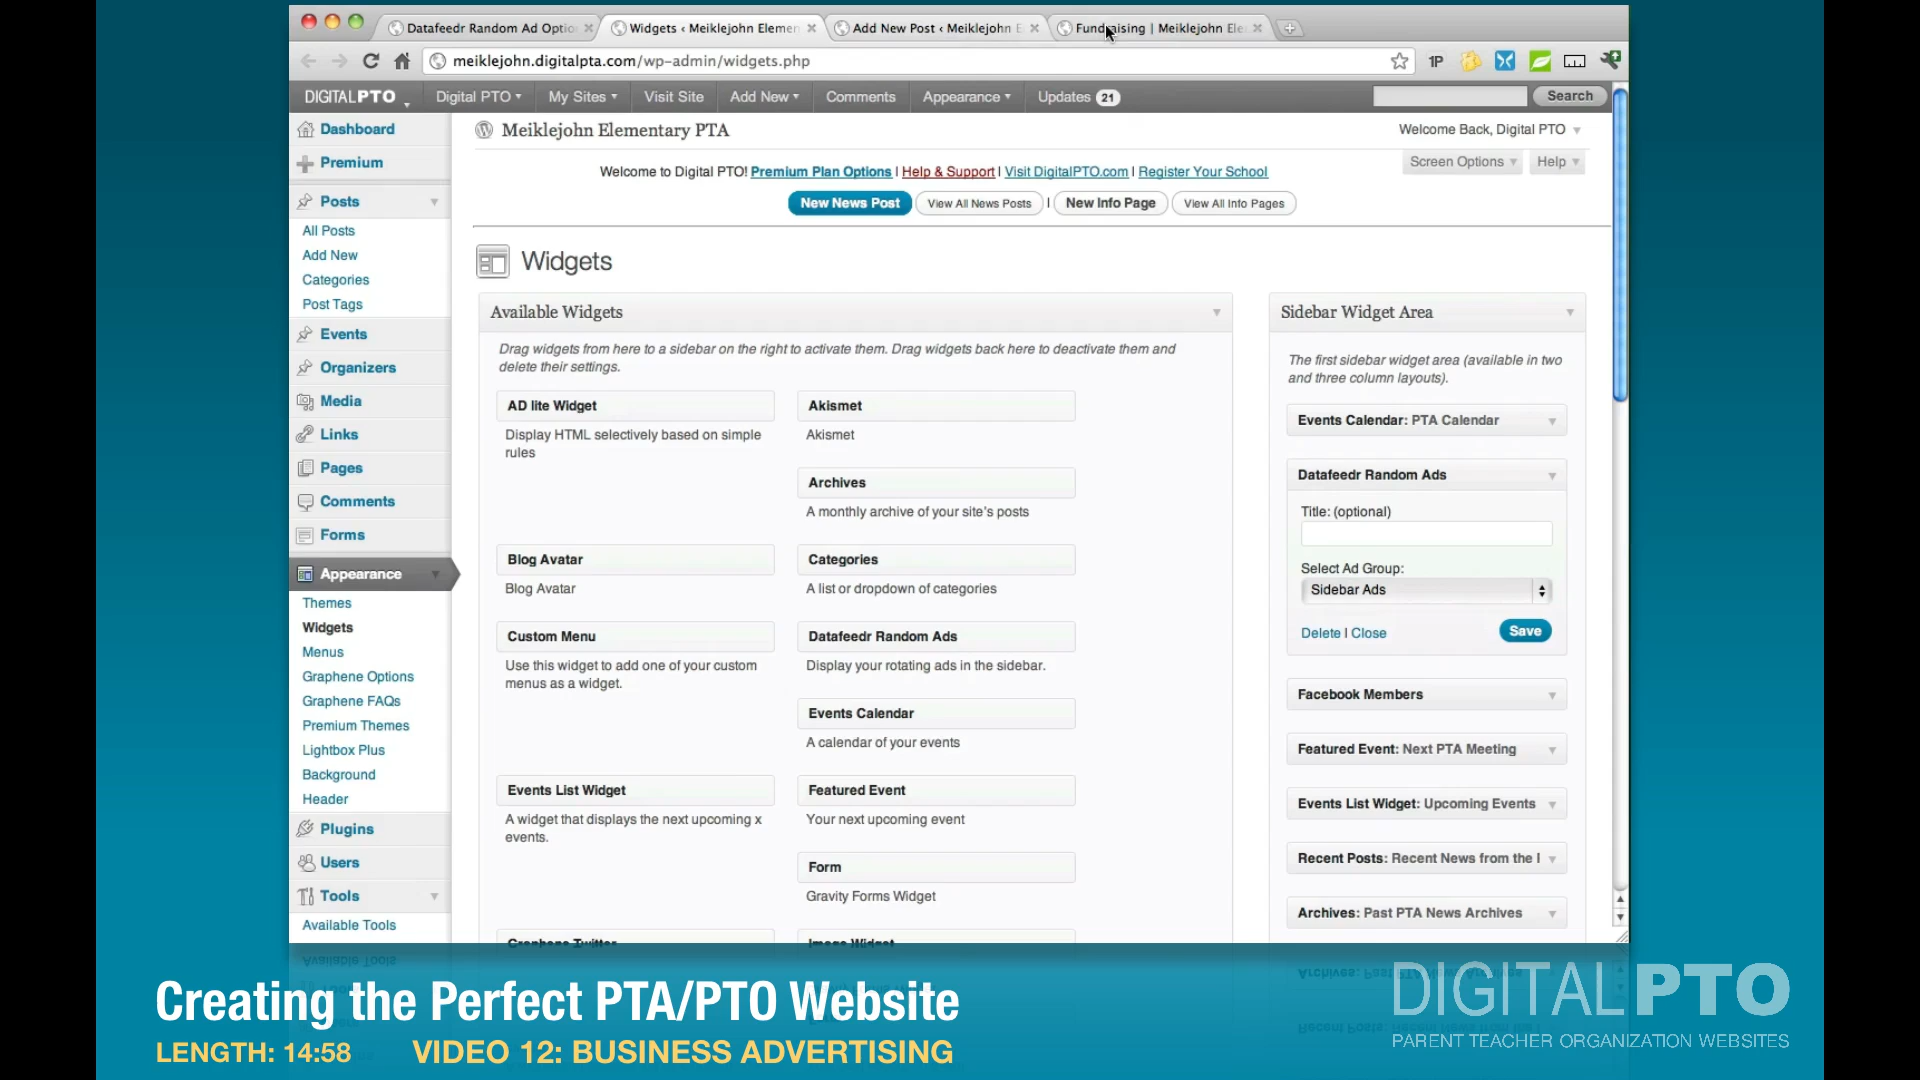 Datafeedr Random Ad Optio
Widgets ‹ Meiklejohn Elemen
Add New Post ‹ Meiklejohn E
Fundraising | Meiklejohn Ele
meiklejohn.digitalpta.com/wp-admin/widgets.php
1P
DIGITALPTO
Digital PTO
My Sites
Visit Site
Add New
Comments
Appearance
Updates 21
Search
Dashboard
Premium
Posts
All Posts
Add New
Categories
Post Tags
Events
Organizers
Media
Links
Pages
Comments
Forms
Appearance
Themes
Widgets
Menus
Graphene Options
Graphene FAQs
Premium Themes
Lightbox Plus
Background
Header
Plugins
Users
Tools
Available Tools
Meiklejohn Elementary PTA
Welcome Back, Digital PTO
Screen Options
Help
Welcome to Digital PTO! Premium Plan Options | Help & Support | Visit DigitalPTO.com | Register Your School
New News Post
View All News Posts
|
New Info Page
View All Info Pages
Widgets
Available Widgets
Drag widgets from here to a sidebar on the right to activate them. Drag widgets back here to deactivate them and
delete their settings.
AD lite Widget
Display HTML selectively based on simple
rules
Akismet
Akismet
Archives
A monthly archive of your site's posts
Blog Avatar
Blog Avatar
Categories
A list or dropdown of categories
Custom Menu
Use this widget to add one of your custom
menus as a widget.
Datafeedr Random Ads
Display your rotating ads in the sidebar.
Events Calendar
A calendar of your events
Events List Widget
A widget that displays the next upcoming x
events.
Featured Event
Your next upcoming event
Form
Gravity Forms Widget
Graphene Twitter
Image Widget
Sidebar Widget Area
The first sidebar widget area (available in two
and three column layouts).
Events Calendar: PTA Calendar
Datafeedr Random Ads
Title: (optional)
Select Ad Group:
Sidebar Ads
Delete | Close
Save
Facebook Members
Featured Event: Next PTA Meeting
Events List Widget: Upcoming Events
Recent Posts: Recent News from the I
Archives: Past PTA News Archives
Creating the Perfect PTA/PTO Website
LENGTH: 14:58
VIDEO 12: BUSINESS ADVERTISING
DIGITALPTO
PARENT TEACHER ORGANIZATION WEBSITES